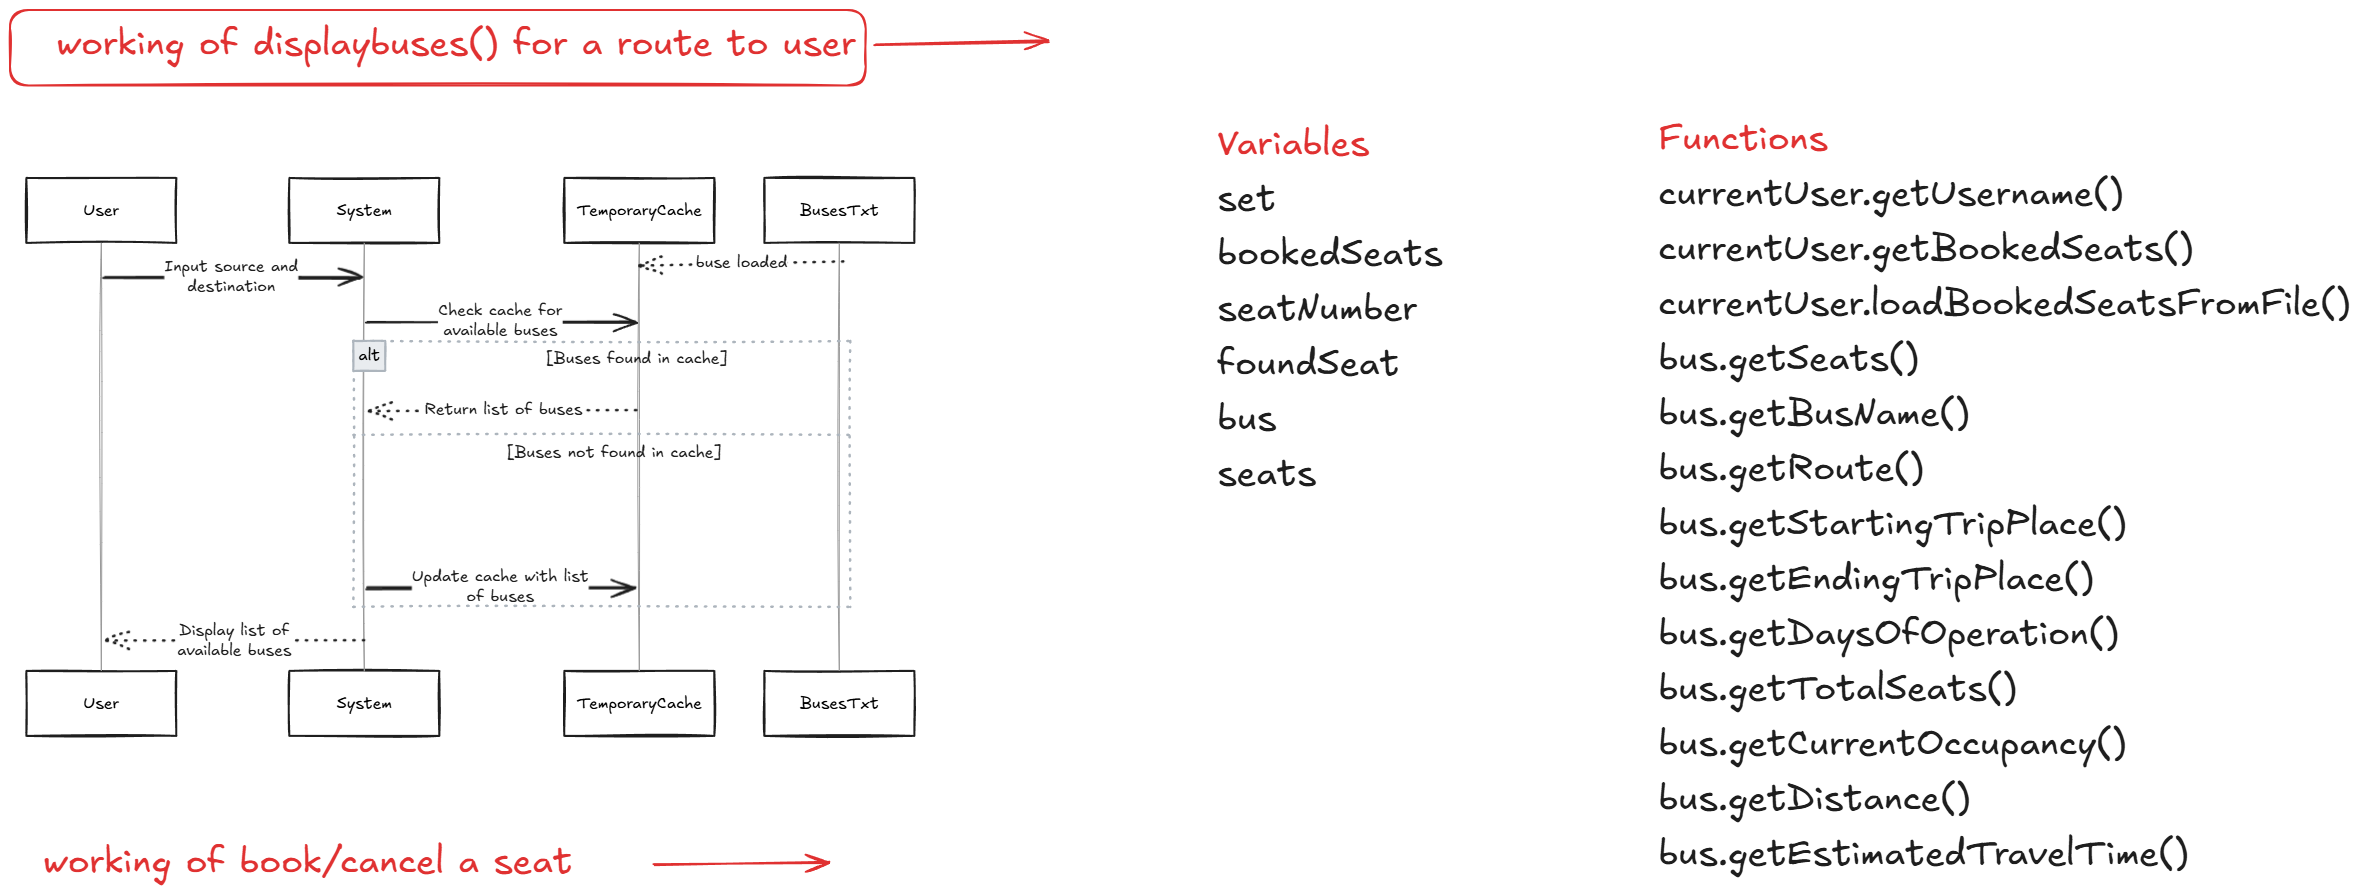 working of displaybuses() for a route to user
User
System
TemporaryCache
BusesTxt
buse loaded
Input source and
destination
Check cache for
available buses
alt
[Buses found in cache]
Return list of buses
[Buses not found in cache]
Update cache with list
of buses
Display list of
available buses
User
System
TemporaryCache
BusesTxt
working of book/cancel a seat
Variables
set
bookedSeats
seatNumber
foundSeat
bus
seats
Functions
currentUser.getUsername()
currentUser.getBookedSeats()
currentUser.loadBookedSeatsFromFile()
bus.getSeats()
bus.getBusName()
bus.getRoute()
bus.getStartingTripPlace()
bus.getEndingTripPlace()
bus.getDaysOfOperation()
bus.getTotalSeats()
bus.getCurrentOccupancy()
bus.getDistance()
bus.getEstimatedTravelTime()